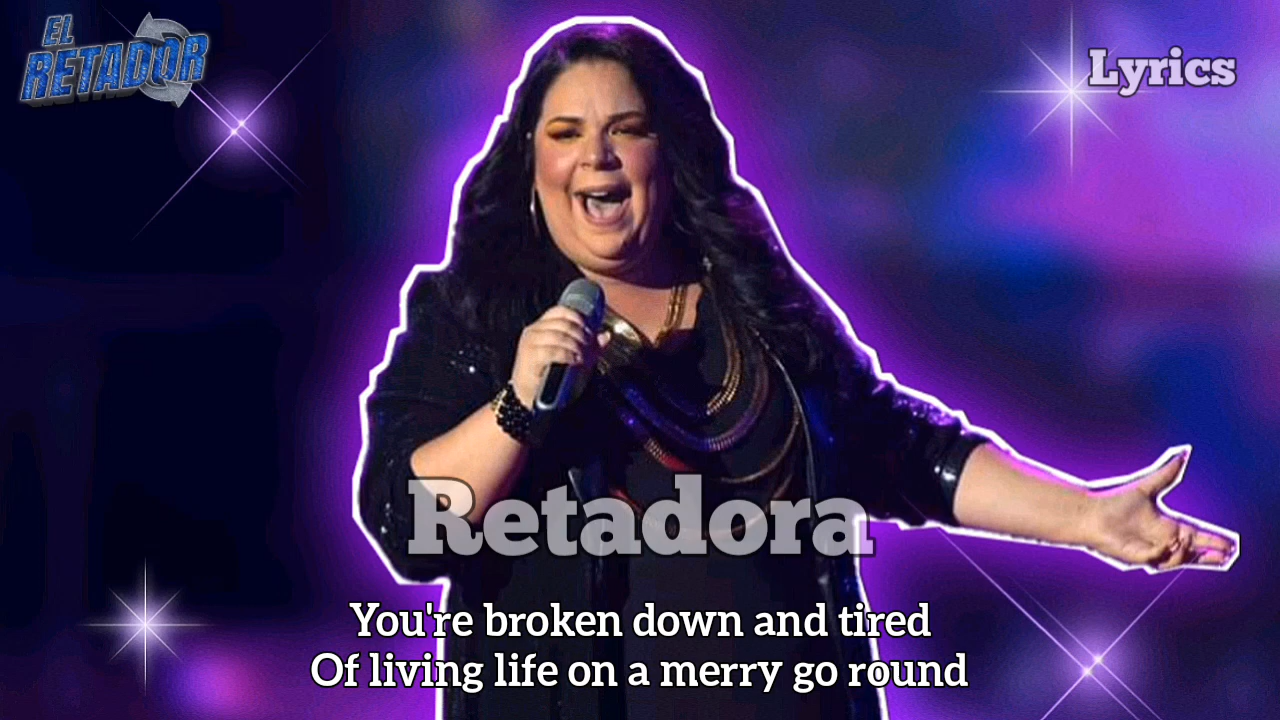 EL
RETADOR
Lyrics
Retadora
You're broken down and tired
Of living life on a merry go round